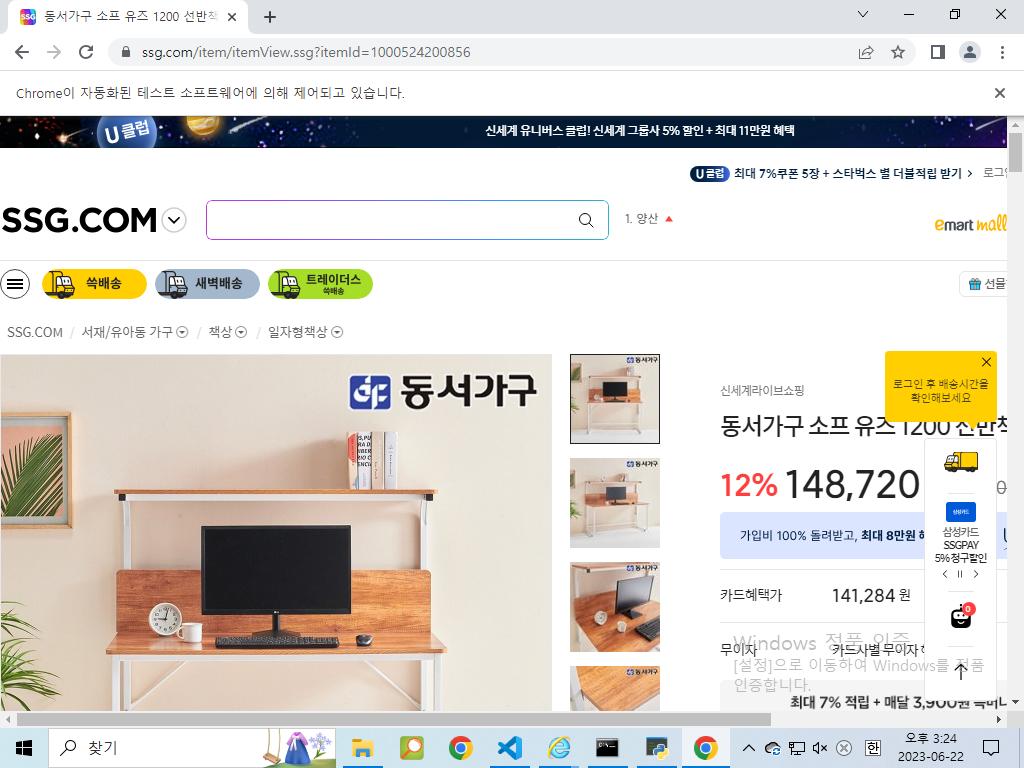 동서가구 소프 유즈 1200 선반책
ssg.com/item/itemView.ssg?itemId=1000524200856
Chrome이 자동화된 테스트 소프트웨어에 의해 제어되고 있습니다.
U클럽
신세계 유니버스 클럽! 신세계 그룹사 5% 할인 + 최대 11만원 혜택
U클럽 최대 7%쿠폰 5장 + 스타벅스 별 더블적립 받기 > 로그인
SSG.COM
1. 양산
emart mall
쓱배송
새벽배송
트레이더스
쓱배송
선물
SSG.COM / 서재/유아동 가구 / 책상 / 일자형책상
동서가구
로그인 후 배송시간을
확인해보세요
신세계라이브쇼핑
동서가구 소프 유즈 1200 선반책
12% 148,720
가입비 100% 돌려받고, 최대 8만원 혜
삼성카드
삼성카드
SSGPAY
5% 청구할인
카드혜택가 141,284 원
0
무이자 카드사별 무이자
Windows 정품 인증
[설정]으로 이동하여 Windows를 정품
인증합니다.
최대 7% 적립 + 매달 3,900원 쓱머니
찾기
오후 3:24
2023-06-22
한